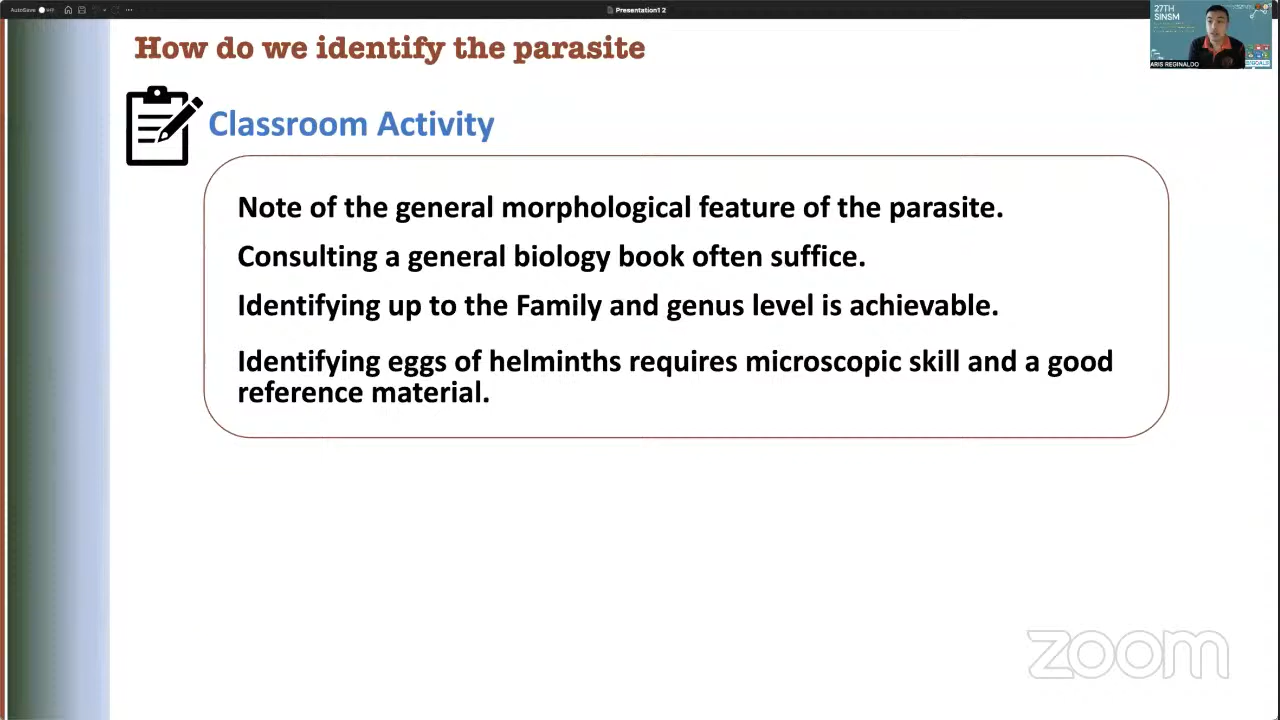 AutoSave
OFF
Presentation1 2
How do we identify the parasite
27TH
SINSM
ARIS REGINALDO
Classroom Activity
Note of the general morphological feature of the parasite.
Consulting a general biology book often suffice.
Identifying up to the Family and genus level is achievable.
Identifying eggs of helminths requires microscopic skill and a good
reference material.
zoom